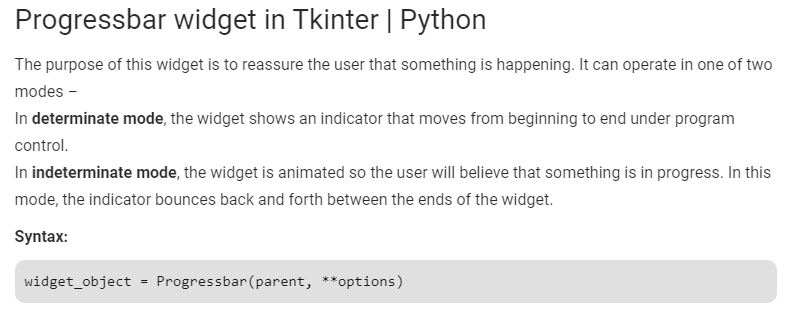 Progressbar widget in Tkinter | Python
The purpose of this widget is to reassure the user that something is happening. It can operate in one of two
modes –
In determinate mode, the widget shows an indicator that moves from beginning to end under program
control.
In indeterminate mode, the widget is animated so the user will believe that something is in progress. In this
mode, the indicator bounces back and forth between the ends of the widget.
Syntax:
widget_object = Progressbar(parent, **options)